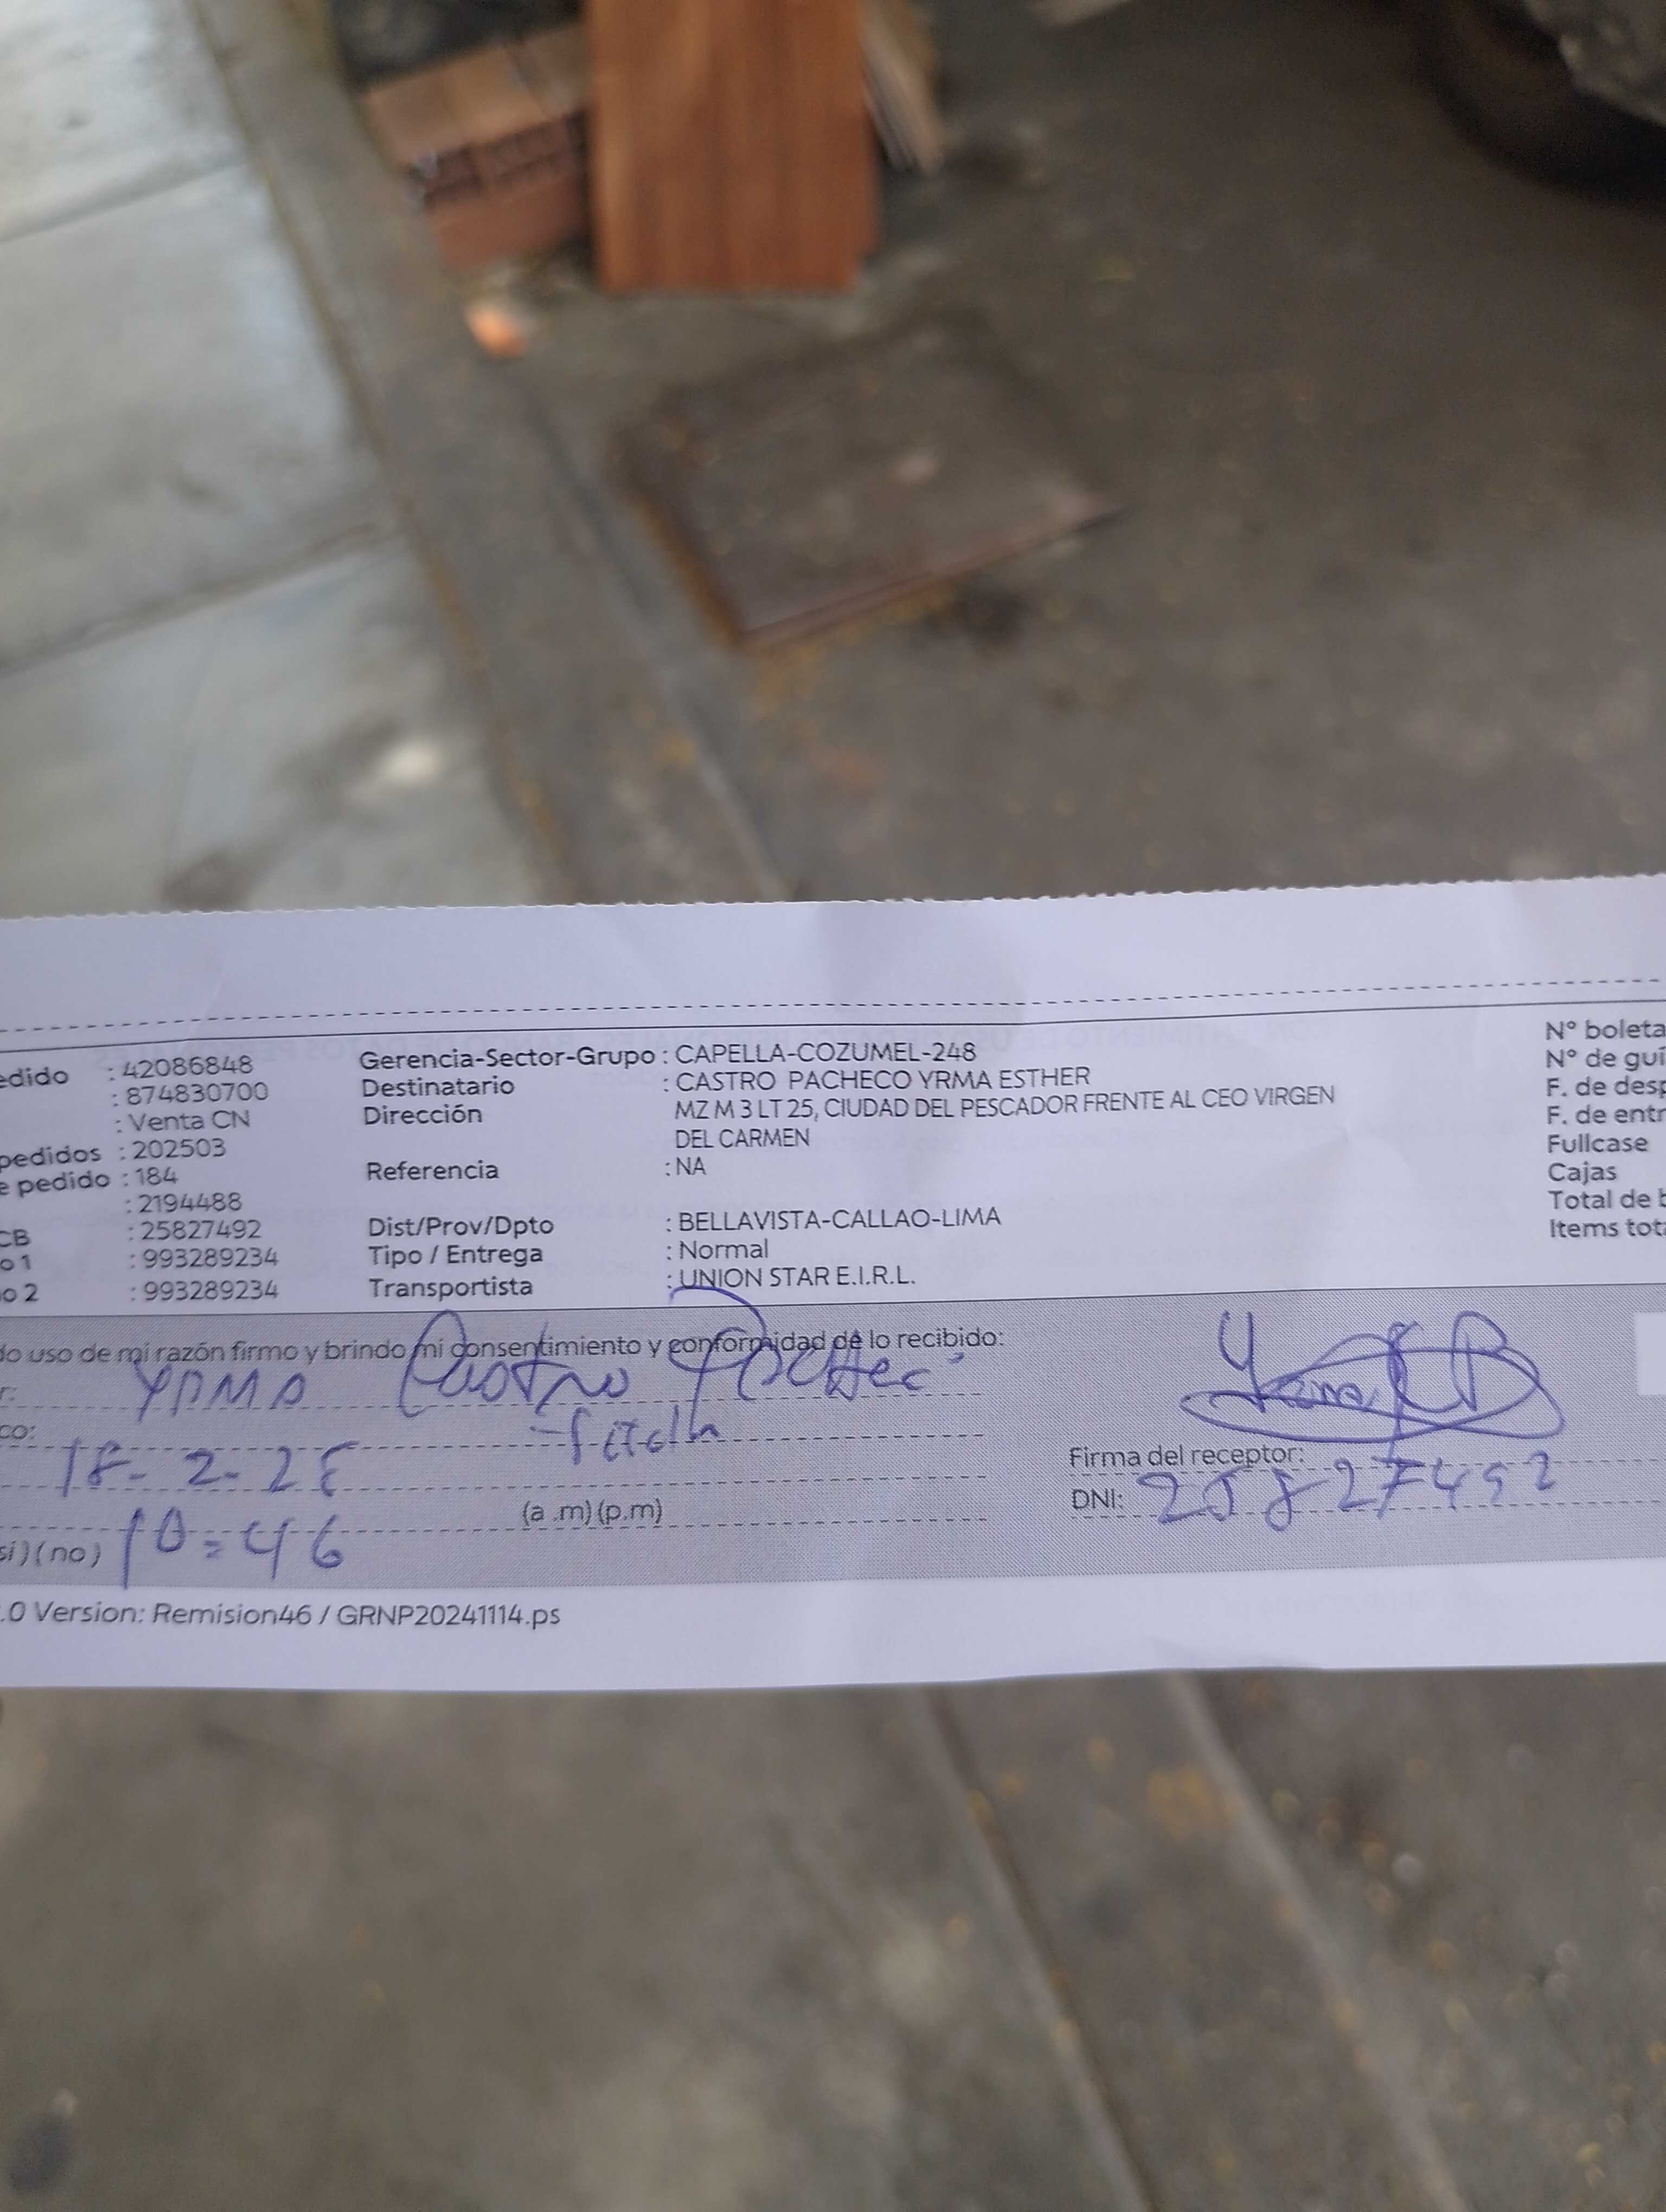 edido : 42086848 Gerencia-Sector-Grupo : CAPELLA-COZUMEL-248 N° boleta
: 874830700 Destinatario : CASTRO PACHECO YRMA ESTHER N° de guí
: Venta CN Dirección MZ M 3 LT 25, CIUDAD DEL PESCADOR FRENTE AL CEO VIRGEN F. de desp
DEL CARMEN F. de entr
pedidos : 202503 Fullcase
e pedido : 184 Referencia : NA Cajas
: 2194488 Total de
CB : 25827492 Dist/Prov/Dpto : BELLAVISTA-CALLAO-LIMA Items tot
o 1 : 993289234 Tipo / Entrega : Normal
o 2 : 993289234 Transportista : UNION STAR E.I.R.L.
do uso de mi razón firmo y brindo mi consentimiento y conformidad de lo recibido:
r: YRMA Castro
co: Firma del receptor:
18-2-25 DNI: 25827492
(a .m) (p.m)
si) (no) 10=46
.0 Version: Remision46 / GRNP20241114.ps